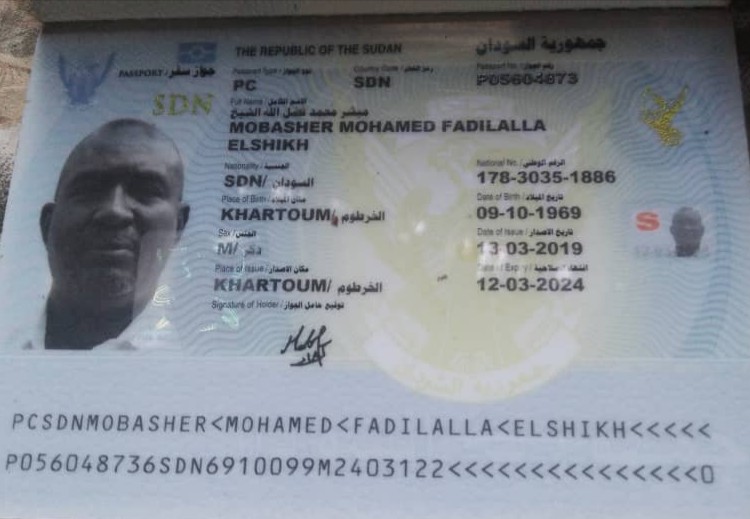 THE REPUBLIC OF THE SUDAN جمهورية السودان
PASSPORT / جواز سفر
Passport Type / نوع الجواز Country Code / رمز القطر Passport No. / رقم الجواز
PC SDN P05604873
SDN
Full Name / الاسم الكامل
مبشر محمد فضل الله الشيخ
MOBASHER MOHAMED FADILALLA
ELSHIKH
Nationality / الجنسية National No. / الرقم الوطني
SDN/ السودان 178-3035-1886
Place of Birth / مكان الميلاد Date of Birth / تاريخ الميلاد
KHARTOUM/ الخرطوم 09-10-1969
Sex / الجنس Date of Issue / تاريخ الاصدار
M/ ذكر 13-03-2019 S
Place of Issue / مكان الاصدار Date of Expiry /
KHARTOUM/ الخرطوم 12-03-2024
Signature of Holder / توقيع حامل الجواز
PCSDNMOBASHER<MOHAMED<FADILALLA<ELSHIKH<<<<<
P056048736SDN6910099M2403122<<<<<<<<<<<<<<<0